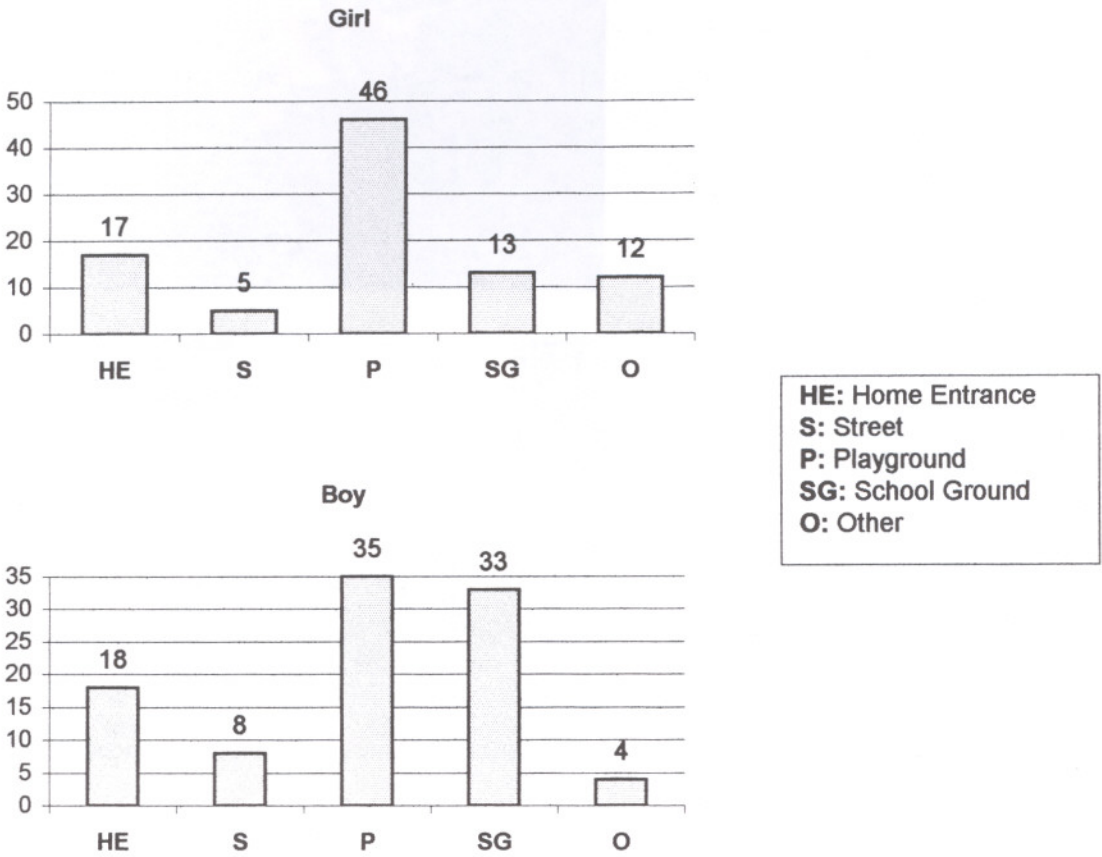 Girl
50
40
30
20
10
0
46
17
5
13
12
HE S P SG O
HE: Home Entrance
S: Street
P: Playground
SG: School Ground
O: Other
Boy
35
30
25
20
15
10
5
0
18
8
35
33
4
HE S P SG O